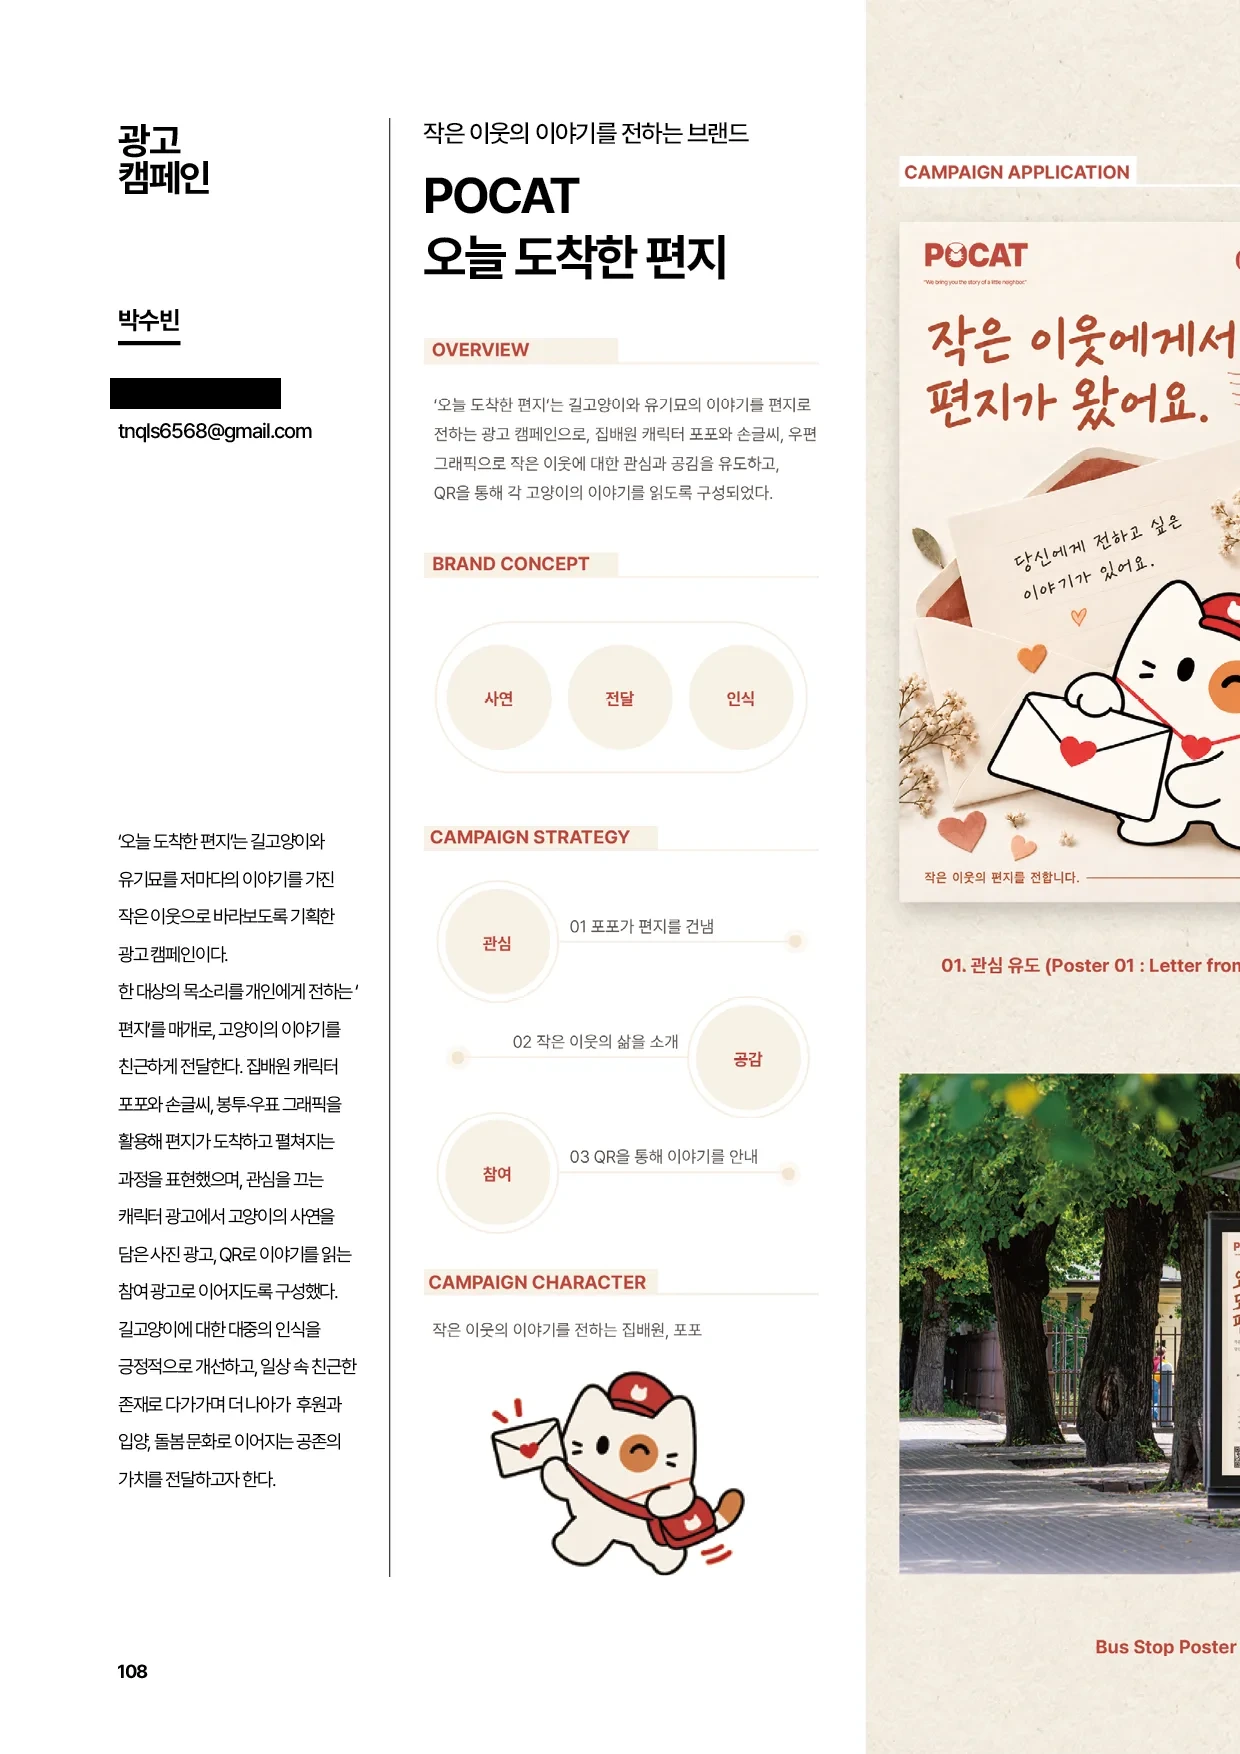 광고
캠페인
박수빈
tnqls6568@gmail.com
‘오늘 도착한 편지’는 길고양이와
유기묘를 저마다의 이야기를 가진
작은 이웃으로 바라보도록 기획한
광고 캠페인이다.
한 대상의 목소리를 개인에게 전하는 ‘
편지’를 매개로, 고양이의 이야기를
친근하게 전달한다. 집배원 캐릭터
포포와 손글씨, 봉투·우표 그래픽을
활용해 편지가 도착하고 펼쳐지는
과정을 표현했으며, 관심을 끄는
캐릭터 광고에서 고양이의 사연을
담은 사진 광고, QR로 이야기를 읽는
참여 광고로 이어지도록 구성했다.
길고양이에 대한 대중의 인식을
긍정적으로 개선하고, 일상 속 친근한
존재로 다가가며 더 나아가 후원과
입양, 돌봄 문화로 이어지는 공존의
가치를 전달하고자 한다.
108
작은 이웃의 이야기를 전하는 브랜드
POCAT
오늘 도착한 편지
OVERVIEW
‘오늘 도착한 편지’는 길고양이와 유기묘의 이야기를 편지로
전하는 광고 캠페인으로, 집배원 캐릭터 포포와 손글씨, 우편
그래픽으로 작은 이웃에 대한 관심과 공감을 유도하고,
QR을 통해 각 고양이의 이야기를 읽도록 구성되었다.
BRAND CONCEPT
사연 전달 인식
CAMPAIGN STRATEGY
관심
01 포포가 편지를 건넴
02 작은 이웃의 삶을 소개
공감
참여
03 QR을 통해 이야기를 안내
CAMPAIGN CHARACTER
작은 이웃의 이야기를 전하는 집배원, 포포
CAMPAIGN APPLICATION
POCAT
"We bring you the story of a little neighbor."
작은 이웃에게서
편지가 왔어요.
당신에게 전하고 싶은
이야기가 있어요.
작은 이웃의 편지를 전합니다.
01. 관심 유도 (Poster 01 : Letter from
Bus Stop Poster